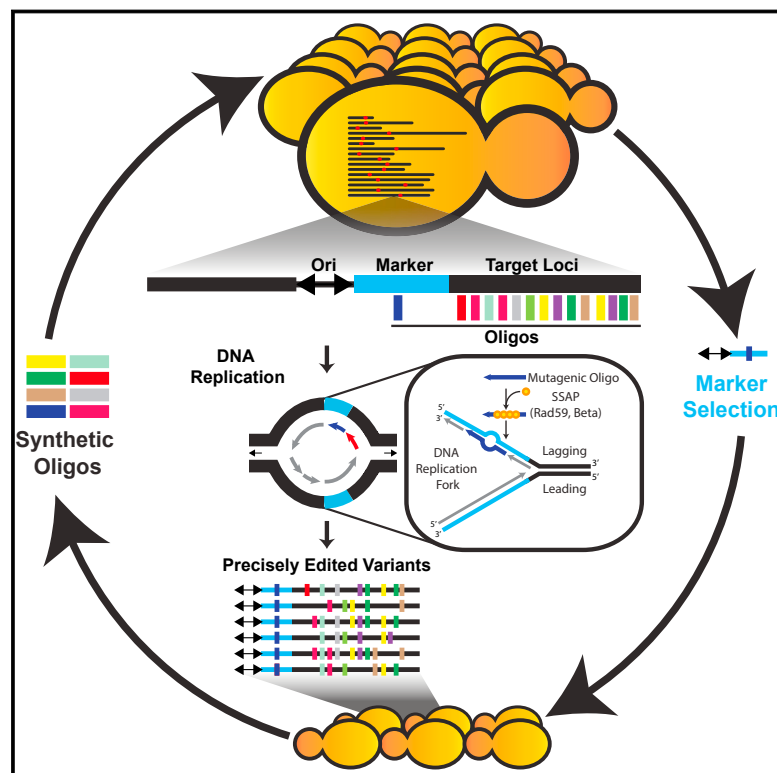 Ori
Marker
Target Loci
Oligos
DNA
Replication
Mutagenic Oligo
SSAP
(Rad59, Beta)
5’
3’
DNA
Replication
Fork
Lagging
3’
5’
Leading
5’
3’
Synthetic
Oligos
Marker
Selection
Precisely Edited Variants